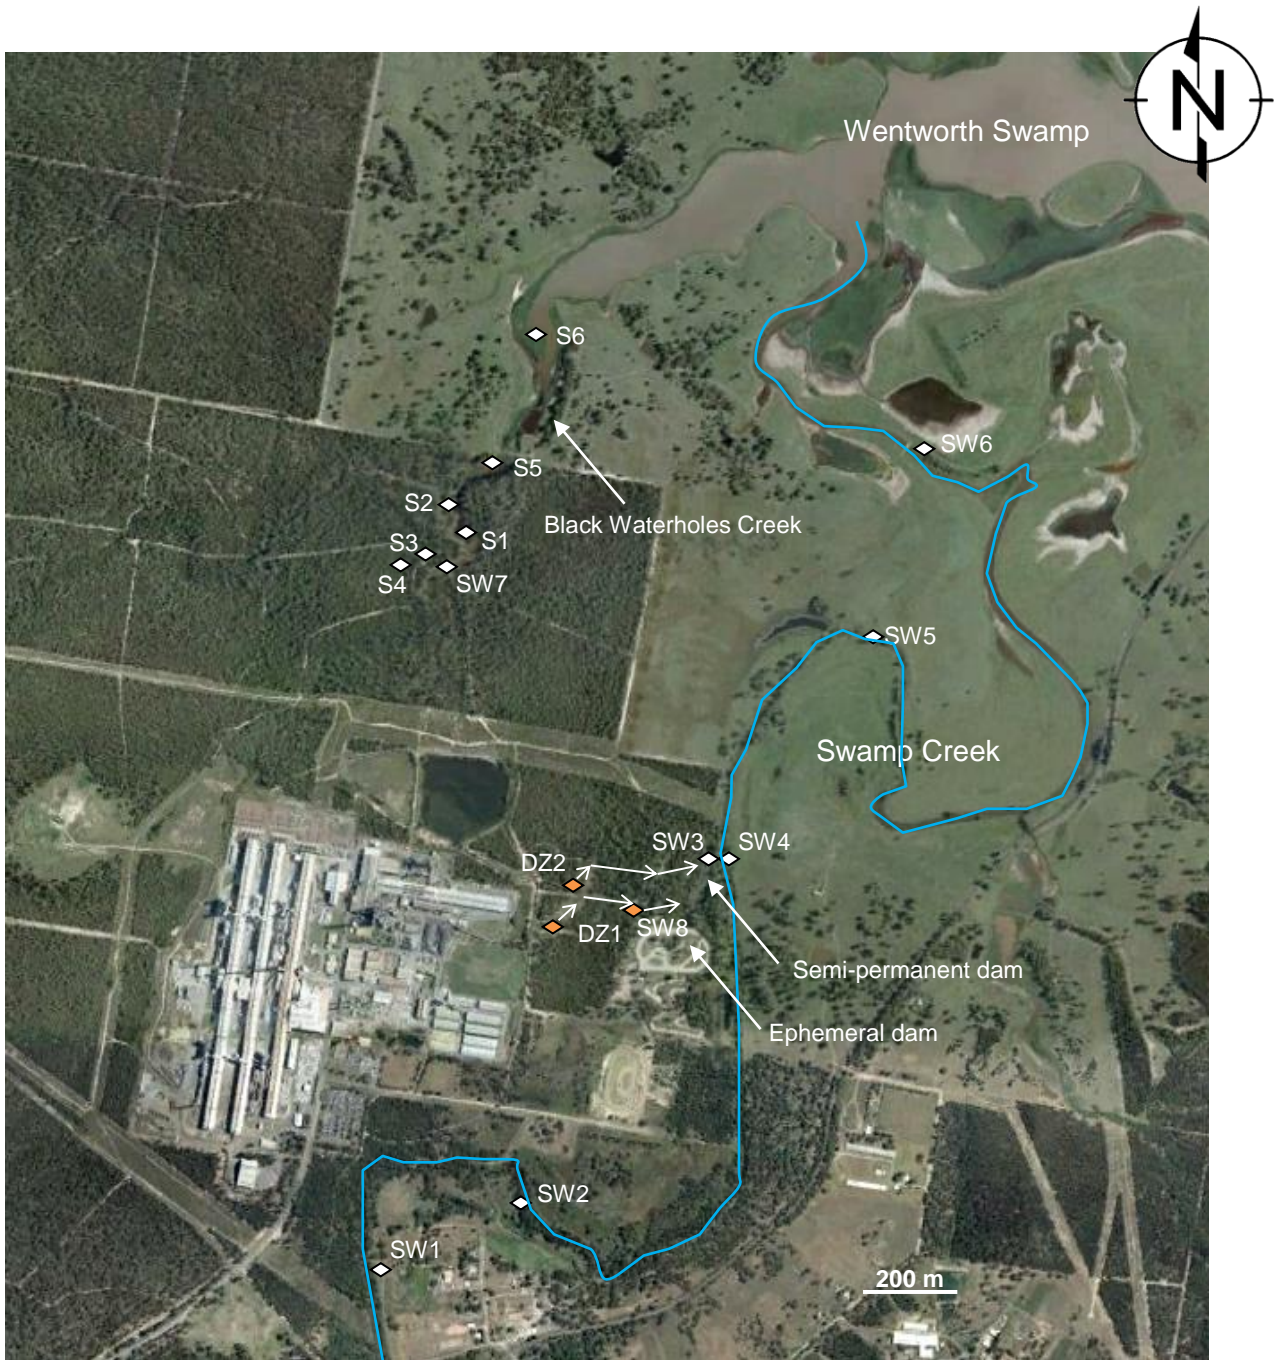 N
Wentworth Swamp
S6
SW6
S5
S2
Black Waterholes Creek
S1
S3
S4
SW7
SW5
Swamp Creek
SW3
SW4
DZ2
DZ1
SW8
Semi-permanent dam
Ephemeral dam
SW2
SW1
200 m